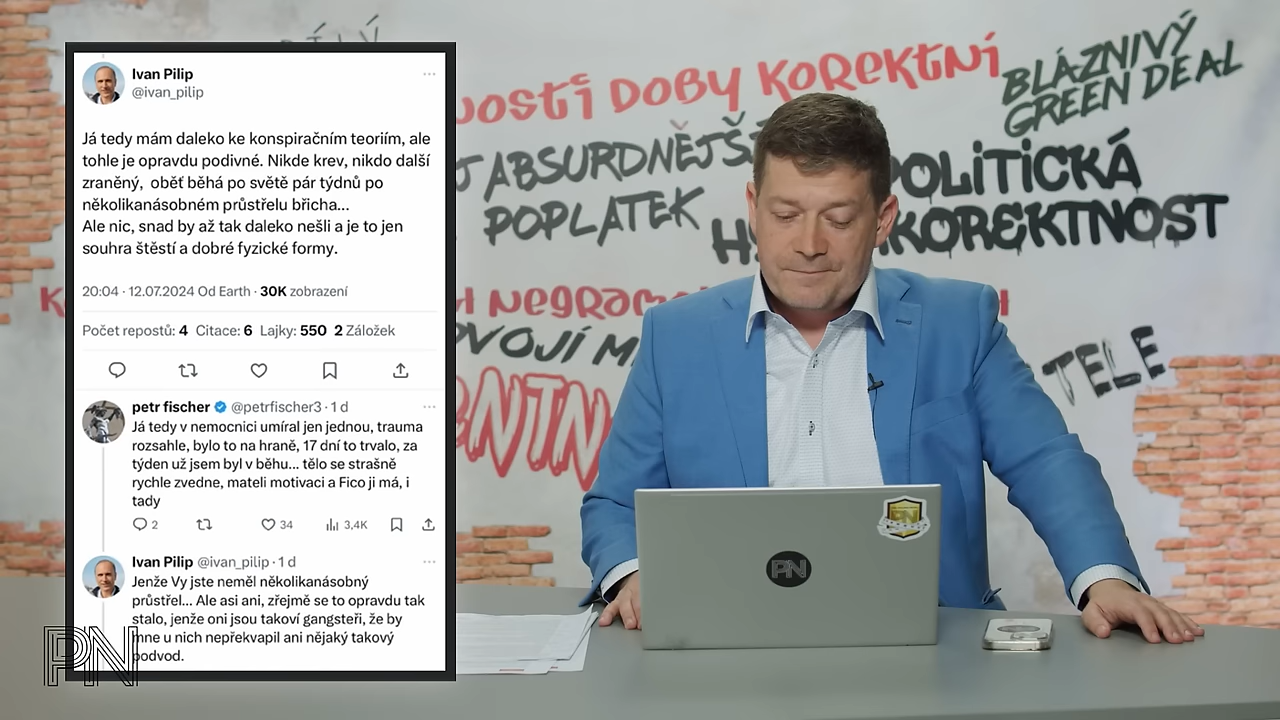 Ivan Pilip
@ivan_pilip
Já tedy mám daleko ke konspiračním teoriím, ale
tohle je opravdu podivné. Nikde krev, nikdo další
zraněný, oběť běhá po světě pár týdnů po
několikanásobném průstřelu břicha...
Ale nic, snad by až tak daleko nešli a je to jen
souhra štěstí a dobré fyzické formy.
20:04 · 12.07.2024 Od Earth · 30K zobrazení
Počet repostů: 4 Citace: 6 Lajky: 550 2 Záložek
petr fischer @petrfischer3 · 1 d
Já tedy v nemocnici umíral jen jednou, trauma
rozsahle, bylo to na hraně, 17 dní to trvalo, za
týden už jsem byl v běhu... tělo se strašně
rychle zvedne, mateli motivaci a Fico ji má, i
tady
2 34 3,4K
Ivan Pilip @ivan_pilip · 1 d
Jenže Vy jste neměl několikanásobný
průstřel... Ale asi ani, zřejmě se to opravdu tak
stalo, jenže oni jsou takoví gangsteři, že by
mne u nich nepřekvapil ani nějaký takový
podvod.
PN
DOBY KOREKTNÍ
BLÁZNIVÝ
GREEN DEAL
ABSURDNĚJŠÍ
POPLATEK
POLITICKÁ
KOREKTNOST
TELE
PN